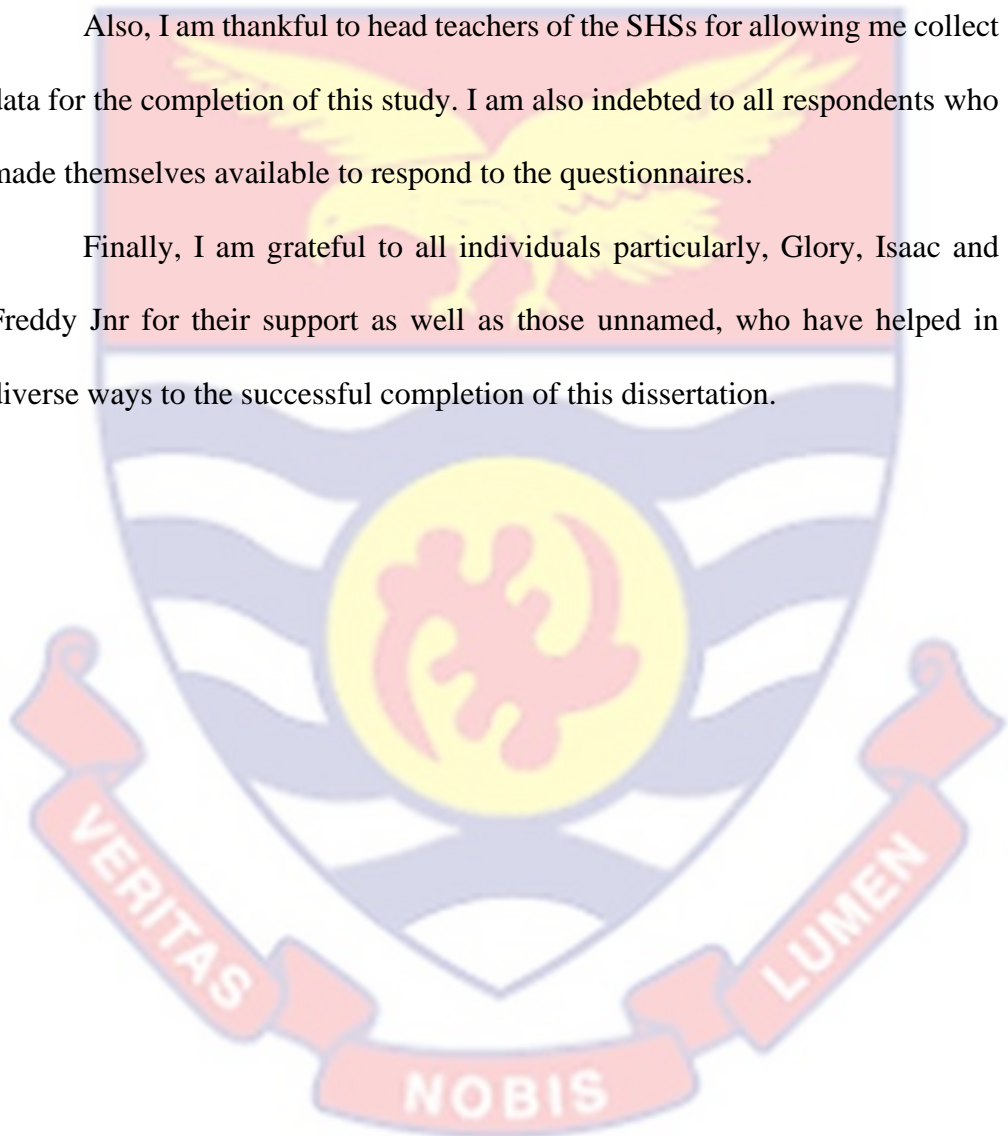 Also, I am thankful to head teachers of the SHSs for allowing me collect
data for the completion of this study. I am also indebted to all respondents who
made themselves available to respond to the questionnaires.
Finally, I am grateful to all individuals particularly, Glory, Isaac and
Freddy Jnr for their support as well as those unnamed, who have helped in
diverse ways to the successful completion of this dissertation.
VERITAS
NOBIS
LUMEN